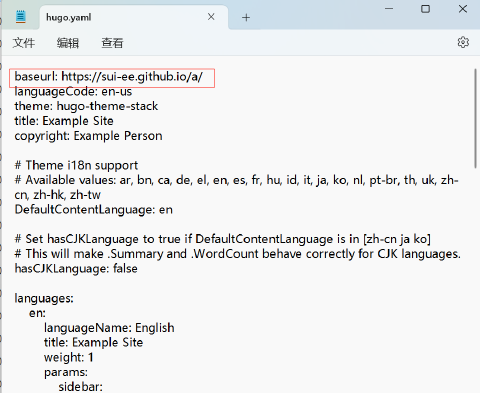 hugo.yaml
文件 编辑 查看
baseurl: https://sui-ee.github.io/a/
languageCode: en-us
theme: hugo-theme-stack
title: Example Site
copyright: Example Person
# Theme i18n support
# Available values: ar, bn, ca, de, el, en, es, fr, hu, id, it, ja, ko, nl, pt-br, th, uk, zh-
cn, zh-hk, zh-tw
DefaultContentLanguage: en
# Set hasCJKLanguage to true if DefaultContentLanguage is in [zh-cn ja ko]
# This will make .Summary and .WordCount behave correctly for CJK languages.
hasCJKLanguage: false
languages:
en:
languageName: English
title: Example Site
weight: 1
params:
sidebar: